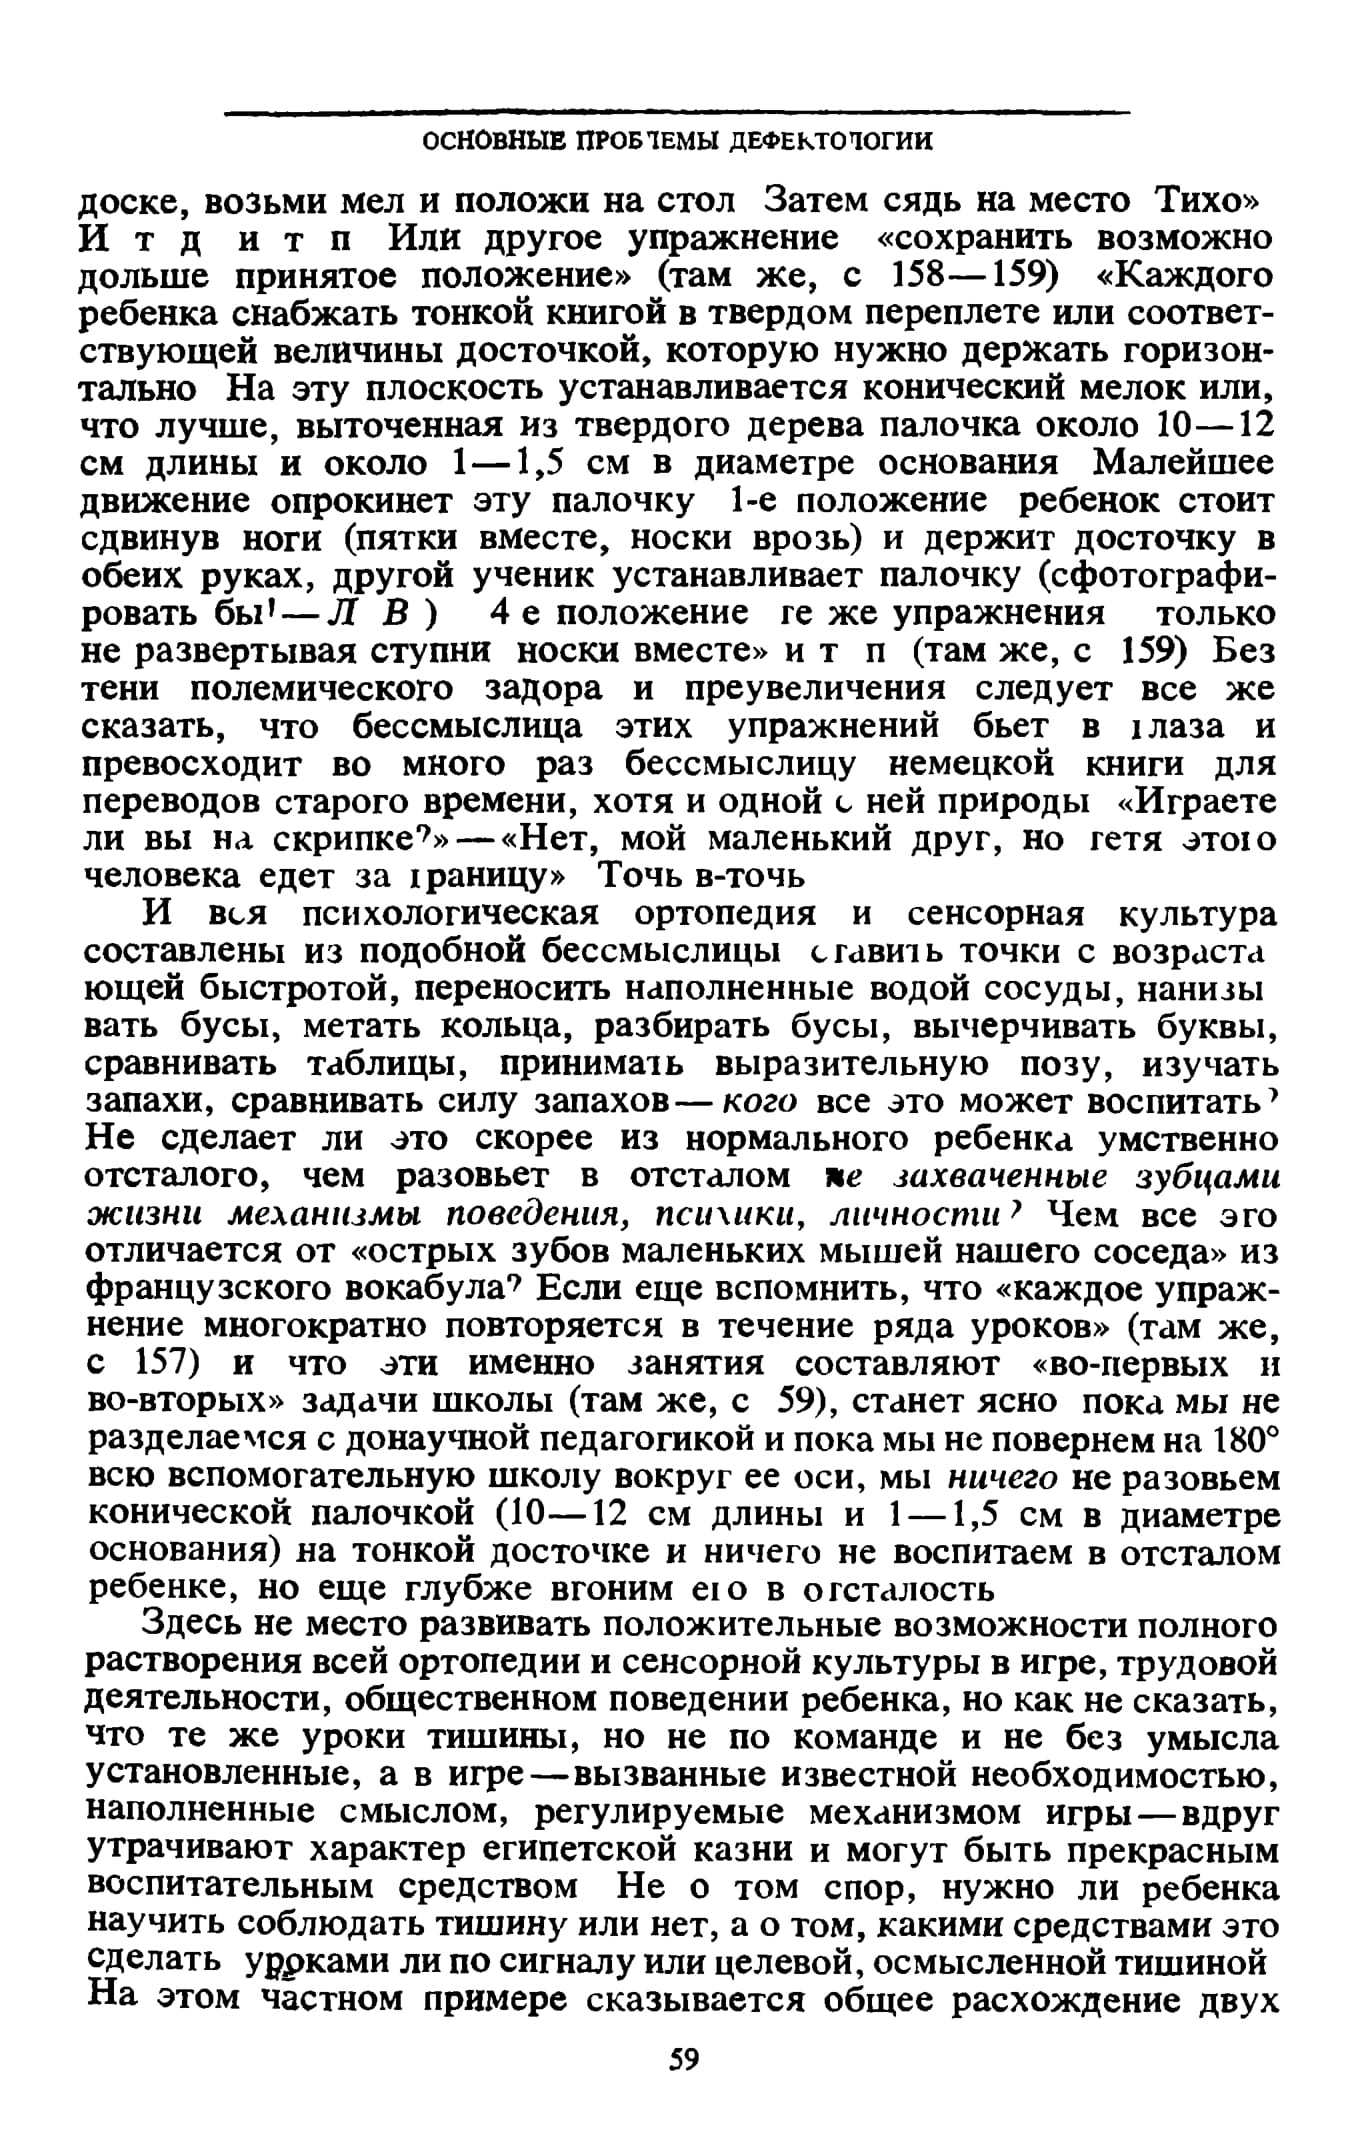 ОСНОВНЫЕ ПРОБЛЕМЫ ДЕФЕКТОЛОГИИ
доске, возьми мел и положи на стол Затем сядь на место Тихо»
И т д и т п Или другое упражнение «сохранить возможно
дольше принятое положение» (там же, с 158—159) «Каждого
ребенка снабжать тонкой книгой в твердом переплете или соответ-
ствующей величины досточкой, которую нужно держать горизон-
тально На эту плоскость устанавливается конический мелок или,
что лучше, выточенная из твердого дерева палочка около 10—12
см длины и около 1—1,5 см в диаметре основания Малейшее
движение опрокинет эту палочку 1-е положение ребенок стоит
сдвинув ноги (пятки вместе, носки врозь) и держит досточку в
обеих руках, другой ученик устанавливает палочку (сфотографи-
ровать бы!—Л В ) 4 е положение те же упражнения только
не развертывая ступни носки вместе» и т п (там же, с 159) Без
тени полемического задора и преувеличения следует все же
сказать, что бессмыслица этих упражнений бьет в глаза и
превосходит во много раз бессмыслицу немецкой книги для
переводов старого времени, хотя и одной с ней природы «Играете
ли вы на скрипке?»—«Нет, мой маленький друг, но тетя этого
человека едет за границу» Точь в-точь
И вся психологическая ортопедия и сенсорная культура
составлены из подобной бессмыслицы ставить точки с возраста
ющей быстротой, переносить наполненные водой сосуды, нанизы
вать бусы, метать кольца, разбирать бусы, вычерчивать буквы,
сравнивать таблицы, принимать выразительную позу, изучать
запахи, сравнивать силу запахов—кого все это может воспитать?
Не сделает ли это скорее из нормального ребенка умственно
отсталого, чем разовьет в отсталом не захваченные зубцами
жизни механизмы поведения, психики, личности? Чем все это
отличается от «острых зубов маленьких мышей нашего соседа» из
французского вокабула? Если еще вспомнить, что «каждое упраж-
нение многократно повторяется в течение ряда уроков» (там же,
с 157) и что эти именно занятия составляют «во-первых и
во-вторых» задачи школы (там же, с 59), станет ясно пока мы не
разделаемся с донаучной педагогикой и пока мы не повернем на 180°
всю вспомогательную школу вокруг ее оси, мы ничего не разовьем
конической палочкой (10—12 см длины и 1—1,5 см в диаметре
основания) на тонкой досточке и ничего не воспитаем в отсталом
ребенке, но еще глубже вгоним его в отсталость
Здесь не место развивать положительные возможности полного
растворения всей ортопедии и сенсорной культуры в игре, трудовой
деятельности, общественном поведении ребенка, но как не сказать,
что те же уроки тишины, но не по команде и не без умысла
установленные, а в игре—вызванные известной необходимостью,
наполненные смыслом, регулируемые механизмом игры—вдруг
утрачивают характер египетской казни и могут быть прекрасным
воспитательным средством Не о том спор, нужно ли ребенка
научить соблюдать тишину или нет, а о том, какими средствами это
сделать уроками ли по сигналу или целевой, осмысленной тишиной
На этом частном примере сказывается общее расхождение двух
59